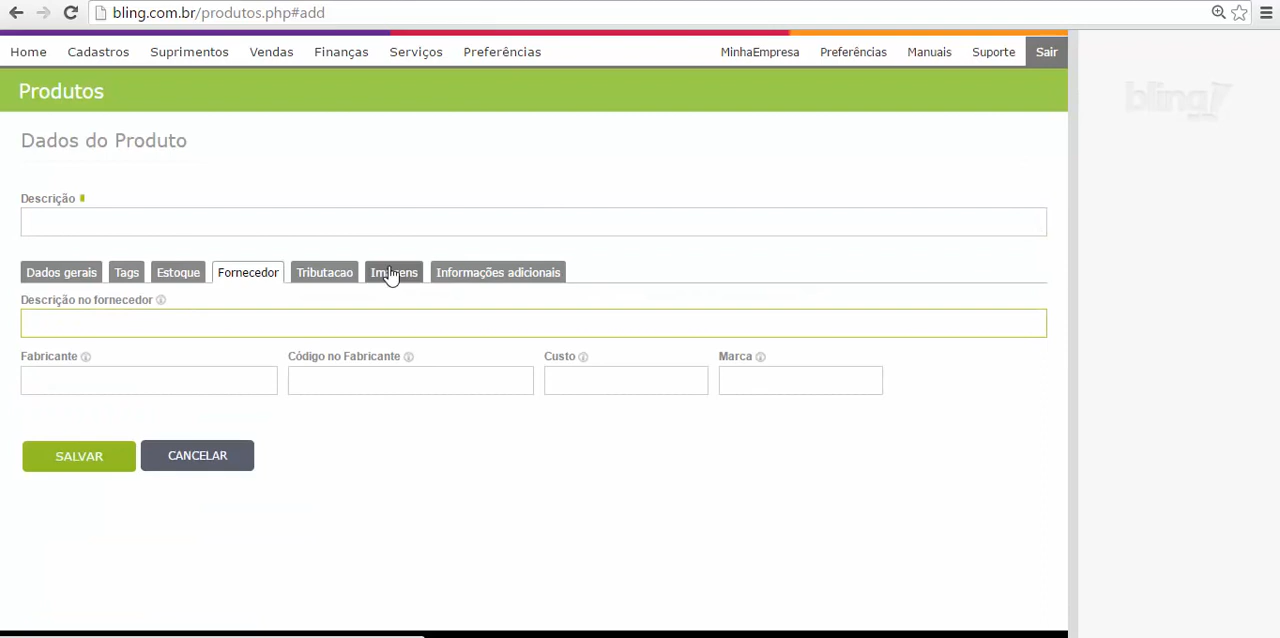 bling.com.br/produtos.php#add
Home Cadastros Suprimentos Vendas Finanças Serviços Preferências MinhaEmpresa Preferências Manuais Suporte Sair
Produtos
Dados do Produto
Descrição
Dados gerais Tags Estoque Fornecedor Tributacao Imagens Informações adicionais
Descrição no fornecedor
Fabricante Código no Fabricante Custo Marca
SALVAR CANCELAR
bling